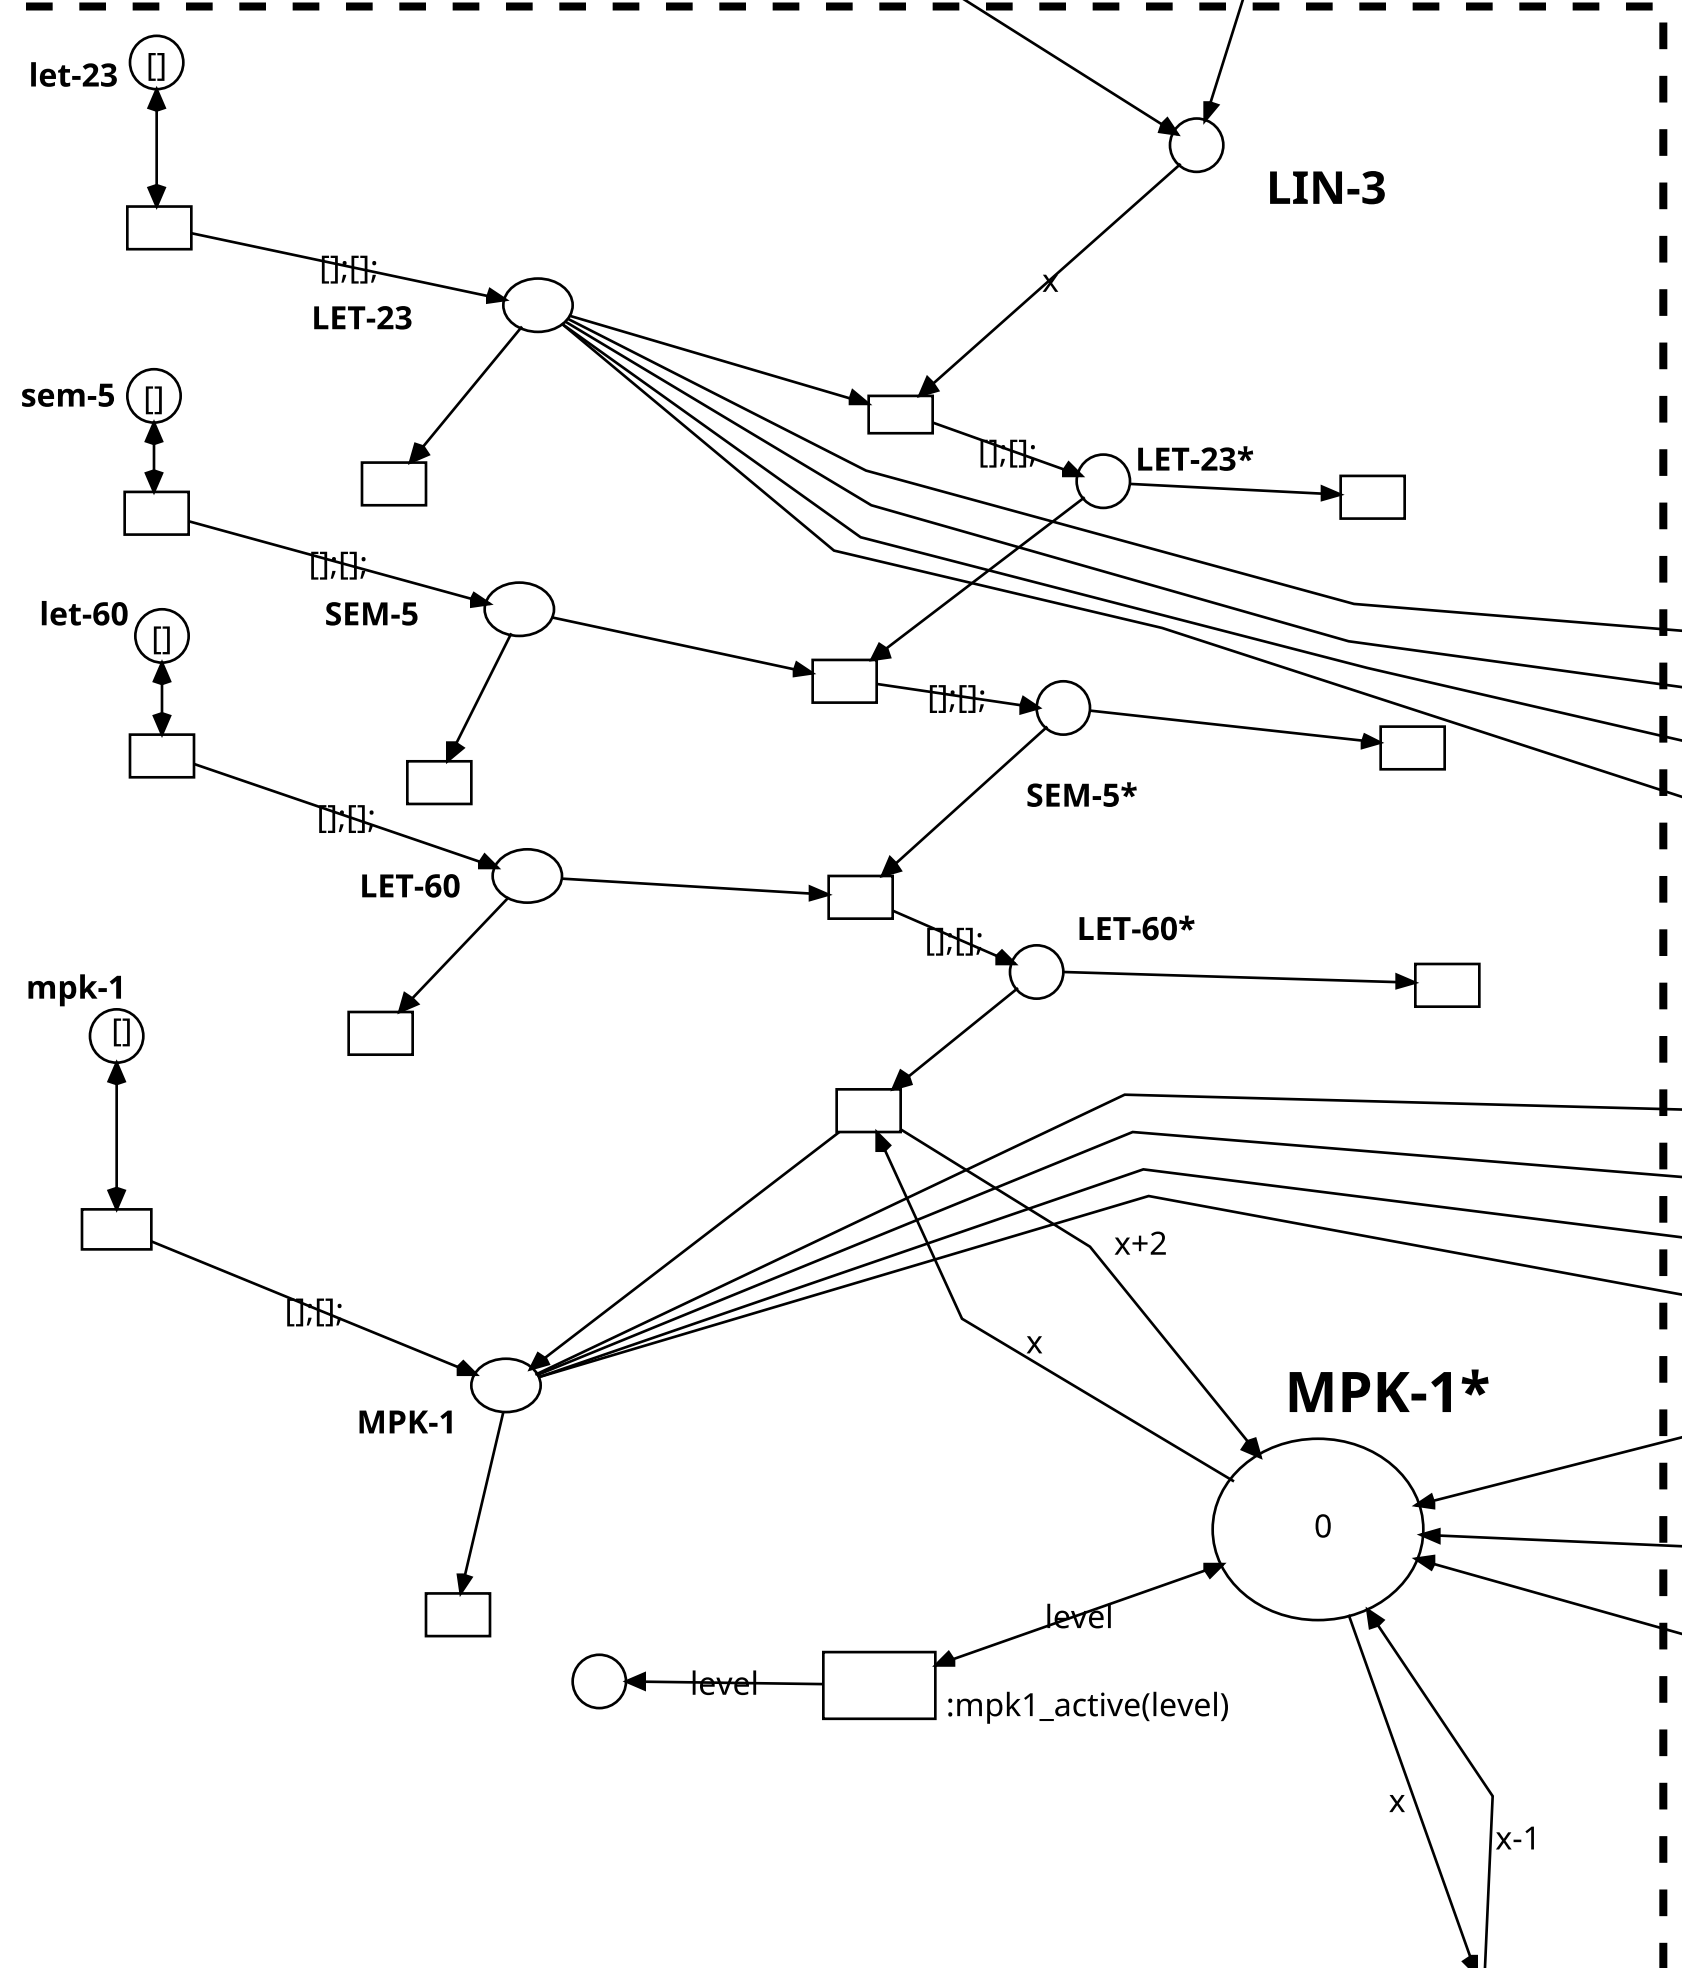 []
let-23
LIN-3
[];[];
x
LET-23
sem-5
[]
[];[];
LET-23*
[];[];
SEM-5
let-60
[]
[];[];
SEM-5*
[];[];
LET-60
LET-60*
[];[];
mpk-1
[]
x+2
[];[];
x
MPK-1*
MPK-1
0
level
level
:mpk1_active(level)
x
x-1